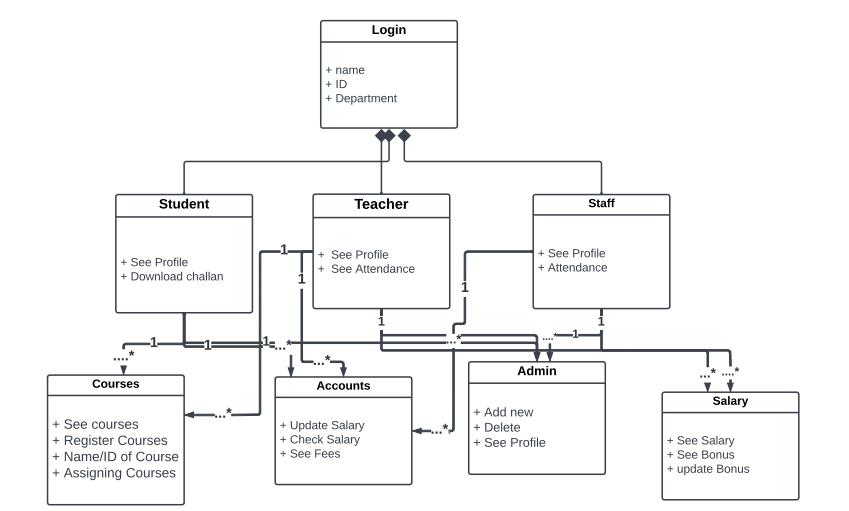 Login
+ name
+ ID
+ Department
Student
+ See Profile
+ Download challan
Teacher
+ See Profile
+ See Attendance
Staff
+ See Profile
+ Attendance
1
1
1
1
1
1
1
1
1
....*
...*
...*
...*
....*
...*
...*
....*
...*
Courses
+ See courses
+ Register Courses
+ Name/ID of Course
+ Assigning Courses
Accounts
+ Update Salary
+ Check Salary
+ See Fees
Admin
+ Add new
+ Delete
+ See Profile
Salary
+ See Salary
+ See Bonus
+ update Bonus